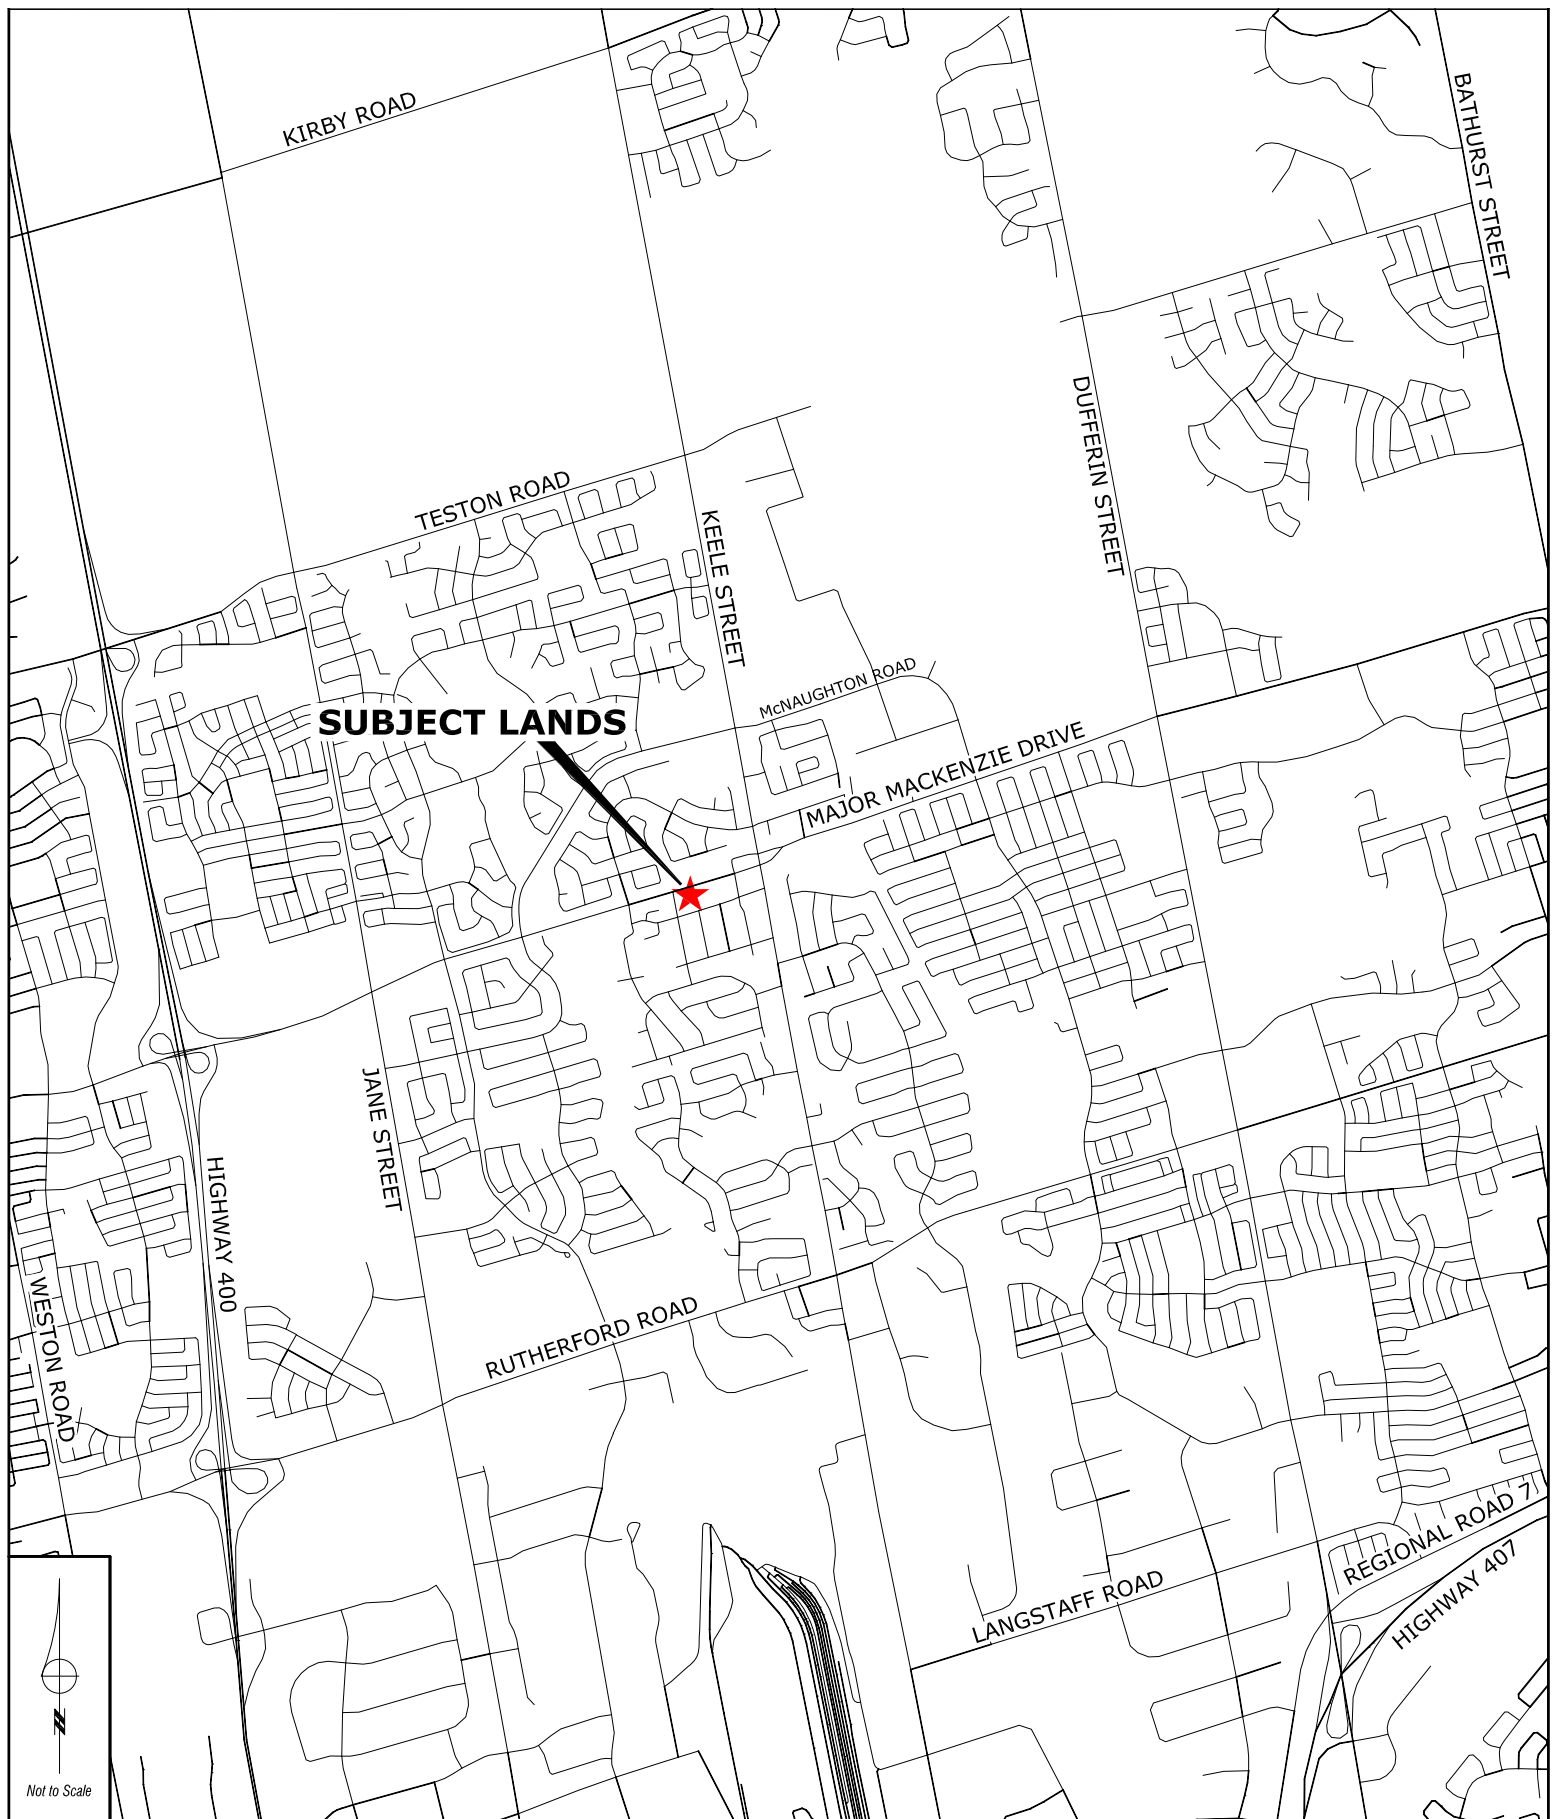 KIRBY ROAD
BATHURST STREET
DUFFERIN STREET
TESTON ROAD
KEELE STREET
McNAUGHTON ROAD
SUBJECT LANDS
MAJOR MACKENZIE DRIVE
JANE STREET
HIGHWAY 400
WESTON ROAD
RUTHERFORD ROAD
REGIONAL ROAD 7
HIGHWAY 407
LANGSTAFF ROAD
N
Not to Scale